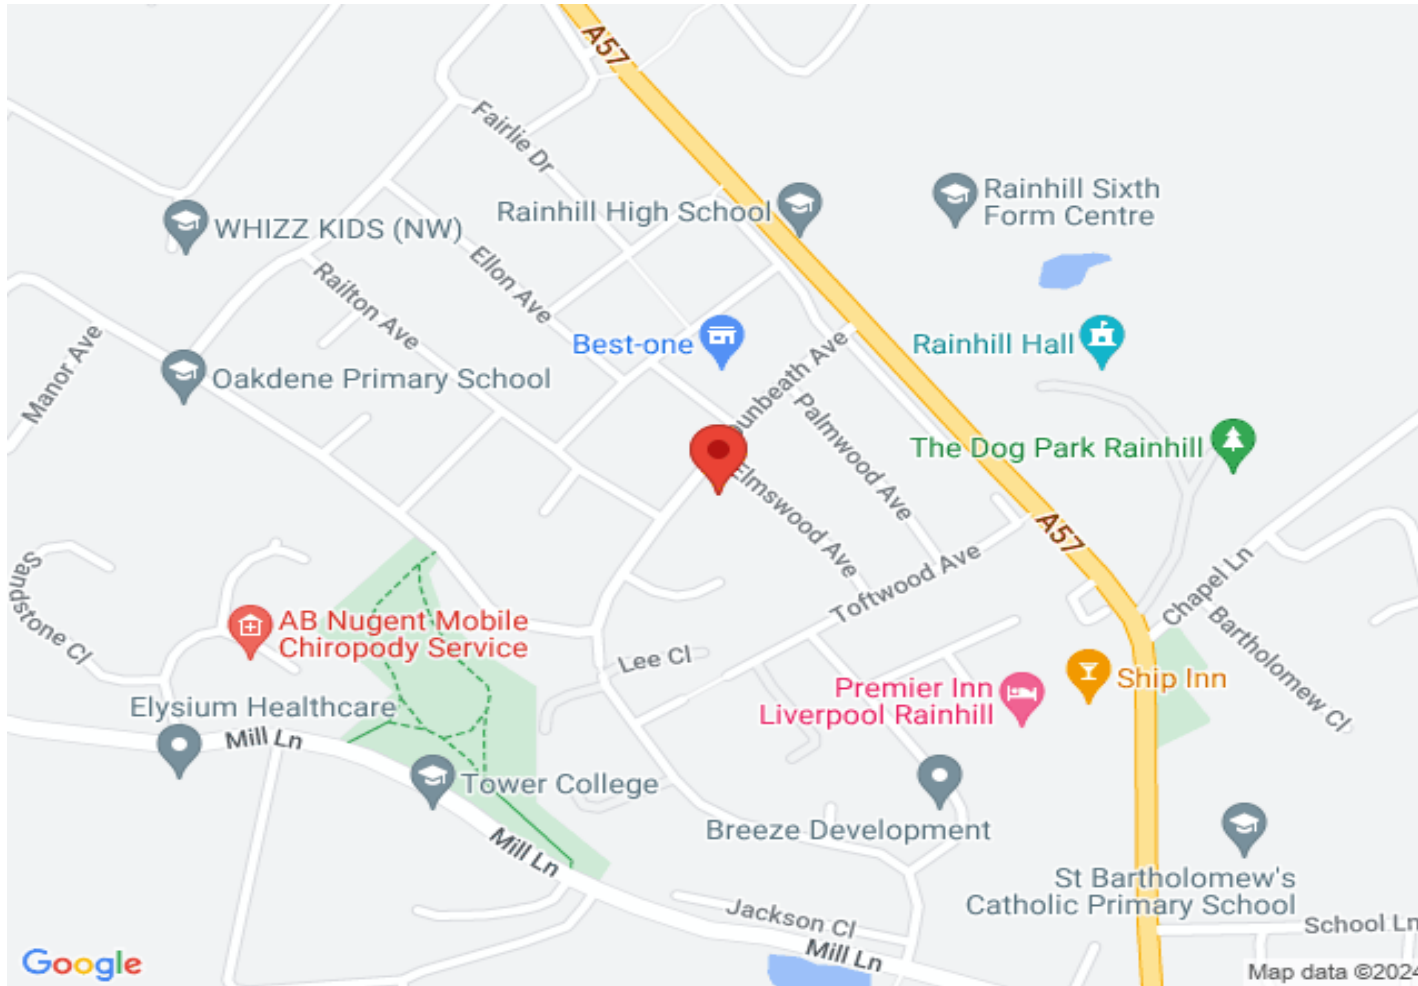 A57
Fairlie Dr
Rainhill High School
Rainhill Sixth
Form Centre
WHIZZ KIDS (NW)
Ellon Ave
Railton Ave
Best-one
Rainhill Hall
Manor Ave
Oakdene Primary School
Dunbeath Ave
Palmwood Ave
The Dog Park Rainhill
Elmswood Ave
A57
Toftwood Ave
Chapel Ln
Sandstone Cl
AB Nugent Mobile
Chiropody Service
Bartholomew Cl
Lee Cl
Premier Inn
Liverpool Rainhill
Ship Inn
Elysium Healthcare
Mill Ln
Tower College
Breeze Development
Mill Ln
St Bartholomew's
Catholic Primary School
Jackson Cl
School Ln
Mill Ln
Google
Map data ©2024